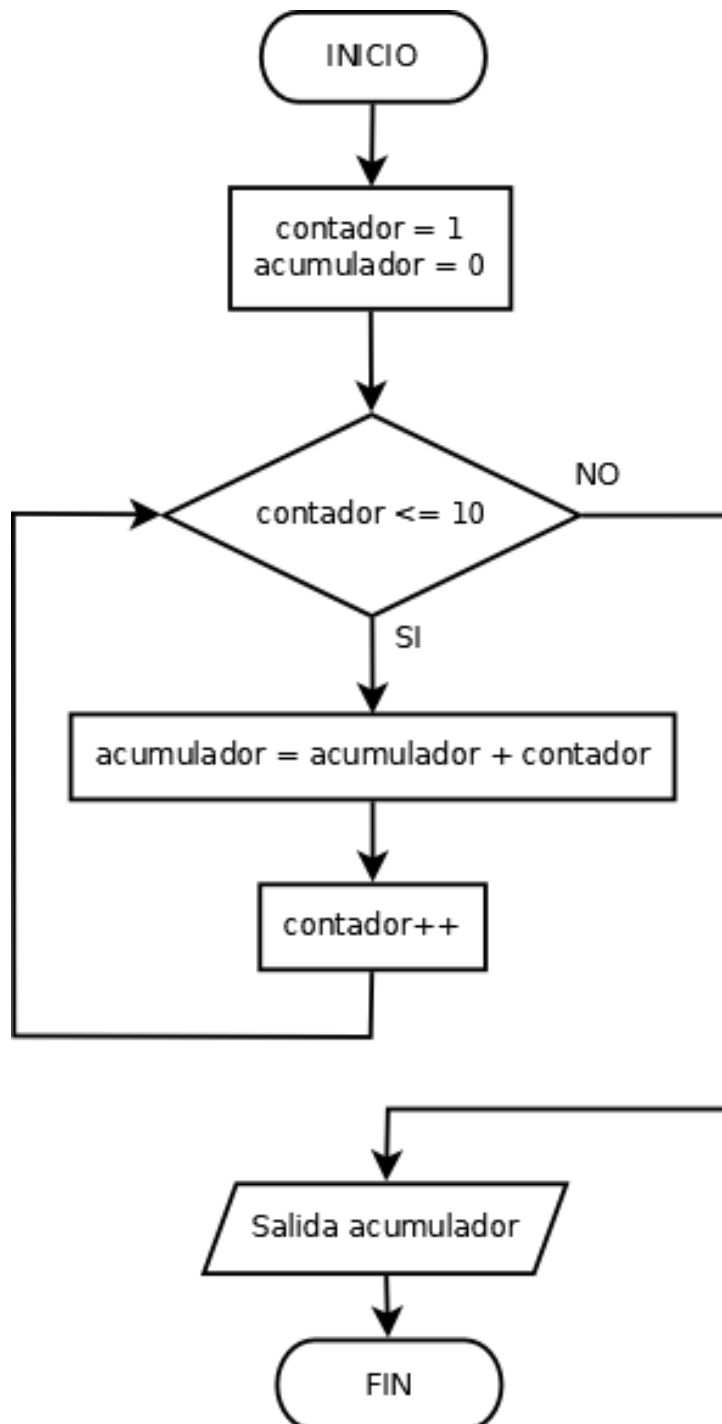 INICIO
contador = 1
acumulador = 0
contador <= 10
NO
SI
acumulador = acumulador + contador
contador++
Salida acumulador
FIN